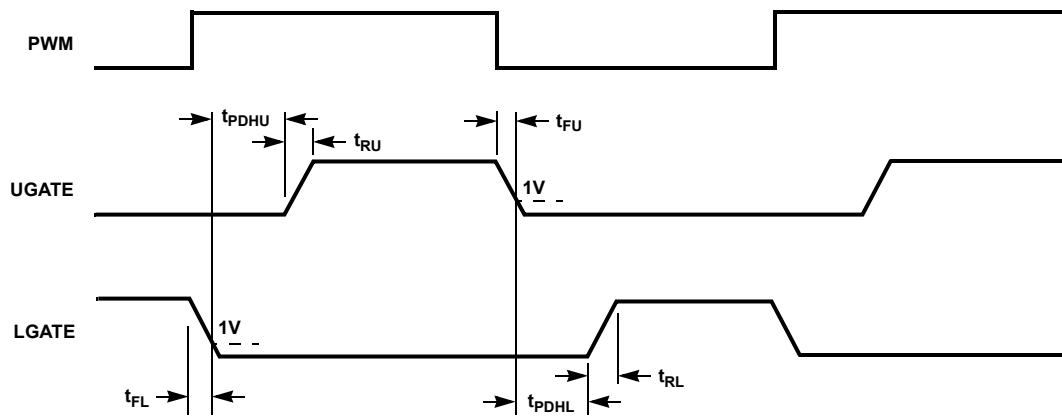 PWM
tPDHU
tRU
tFU
UGATE
1V
LGATE
1V
tFL
tPDHL
tRL